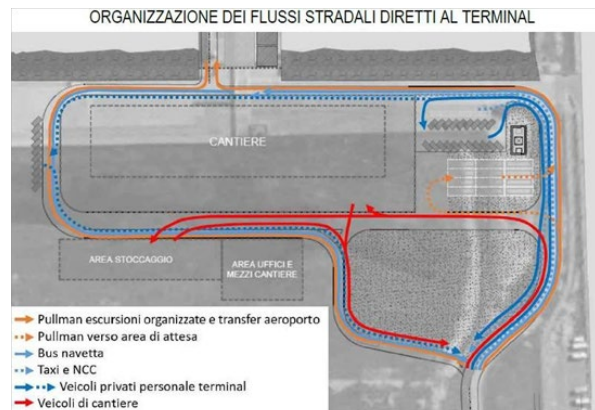 ORGANIZZAZIONE DEI FLUSSI STRADALI DIRETTI AL TERMINAL
CANTIERE
AREA STOCCAGGIO
AREA UFFICI E
MEZZI CANTIERE
Pullman escursioni organizzate e transfer aeroporto
Pullman verso area di attesa
Bus navetta
Taxi e NCC
Veicoli privati personale terminal
Veicoli di cantiere